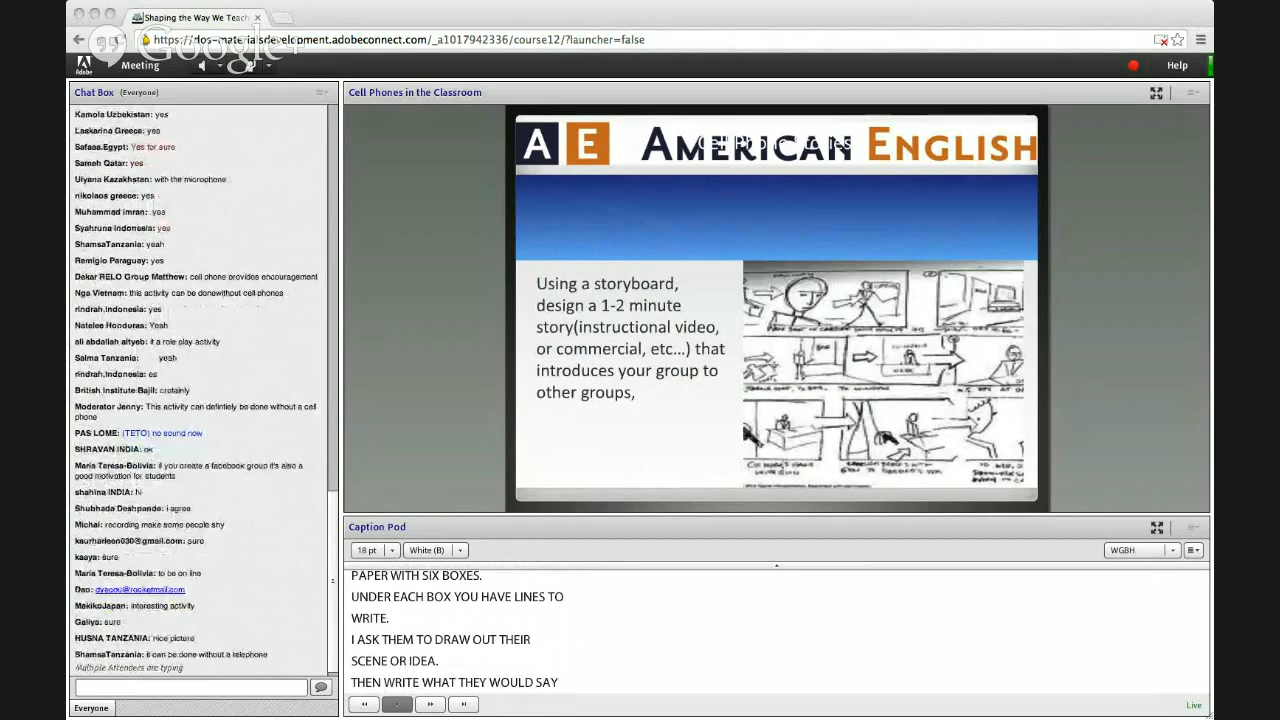 Shaping the Way We Teach
Google+
https://dos-materialsdevelopment.adobeconnect.com/_a1017942336/course12/?launcher=false
Adobe
Meeting
Help
Chat Box (Everyone)
Kamola Uzbekistan: yes
Laskarina Greece: yes
Safaaa.Egypt: Yes for sure
Sameh Qatar: yes
Ulyana Kazakhstan: with the microphone
nikolaos greece: yes
Muhammad imran: yes
Syahruna indonesia: yes
ShamsaTanzania: yeah
Remigio Paraguay: yes
Dakar RELO Group Matthew: cell phone provides encouragement
Nga Vietnam: this activity can be donewithout cell phones
rindrah,Indonesia: yes
Natelee Honduras: Yeah
ali abdallah altyeb: it a role play activity
Salma Tanzania: yeah
rindrah,Indonesia: es
British Institute Bajil: cretainly
Moderator Jenny: This activity can defintiely be done without a cell
phone
PAS LOME: (TETO) no sound now
SHRAVAN INDIA: ok
Maria Teresa-Bolivia: if you create a facebook group it's also a
good motivation for students
shahina INDIA: hi
Shubhada Deshpande: i agree
Michal: recording make some people shy
kaurharleen030@gmail.com: sure
kaaya: sure
Maria Teresa-Bolivia: to be on line
Dao:
MakikoJapan: interesting activity
Galiya: sure
HUSNA TANZANIA: nice picture
ShamsaTanzania: it can be done without a telephone
Multiple Attendees are typing
Everyone
Cell Phones in the Classroom
AE AMERICAN ENGLISH
Cell Phone Movies
Using a storyboard,
design a 1-2 minute
story(instructional video,
or commercial, etc...) that
introduces your group to
other groups,
Caption Pod
18 pt White (B) WGBH
PAPER WITH SIX BOXES.
UNDER EACH BOX YOU HAVE LINES TO
WRITE.
I ASK THEM TO DRAW OUT THEIR
SCENE OR IDEA.
THEN WRITE WHAT THEY WOULD SAY
Live